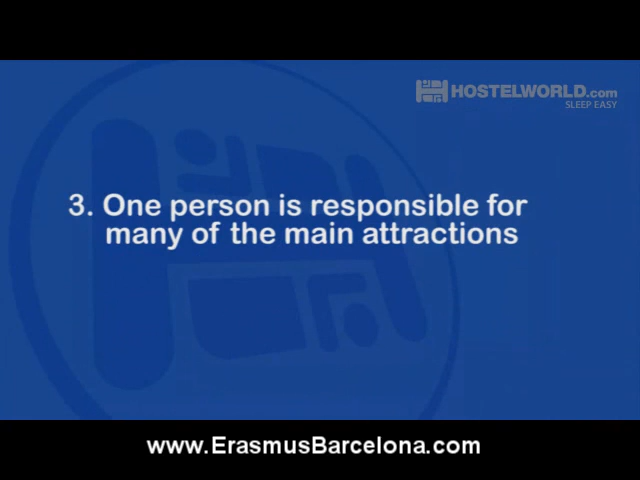 HOSTELWORLD.com
SLEEP EASY
3. One person is responsible for
many of the main attractions
www.ErasmusBarcelona.com